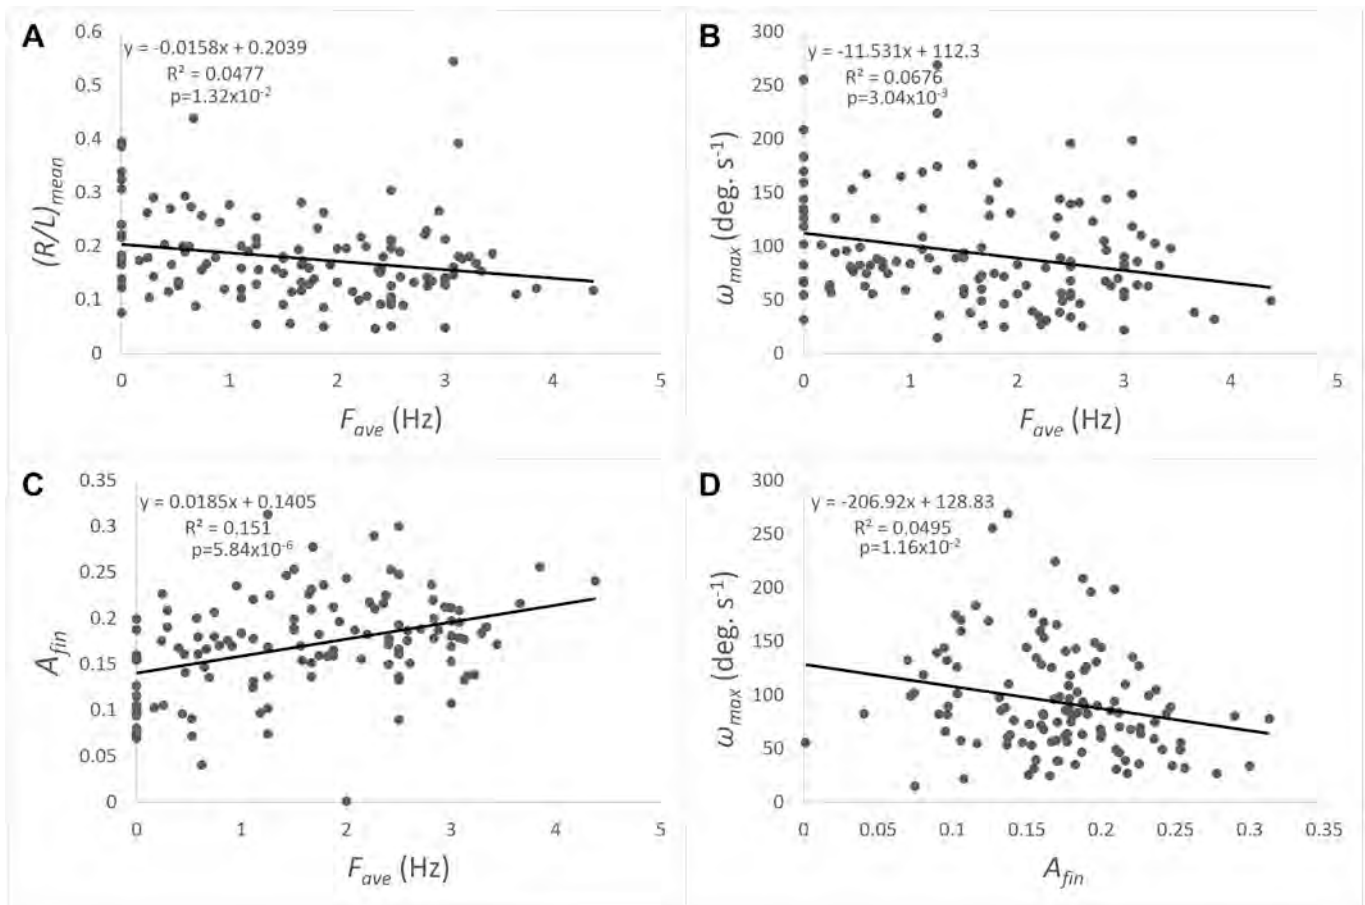 A
y = -0.0158x + 0.2039
R² = 0.0477
p=1.32x10⁻²
0.6
0.5
0.4
0.3
0.2
0.1
0
(R/L)mean
0 1 2 3 4 5
Fave (Hz)
B
y = -11.531x + 112.3
R² = 0.0676
p=3.04x10⁻³
300
250
200
150
100
50
0
ωmax (deg. s⁻¹)
0 1 2 3 4 5
Fave (Hz)
C
y = 0.0185x + 0.1405
R² = 0.151
p=5.84x10⁻⁶
0.35
0.3
0.25
0.2
0.15
0.1
0.05
0
Afin
0 1 2 3 4 5
Fave (Hz)
D
y = -206.92x + 128.83
R² = 0.0495
p=1.16x10⁻²
300
250
200
150
100
50
0
ωmax (deg. s⁻¹)
0 0.05 0.1 0.15 0.2 0.25 0.3 0.35
Afin